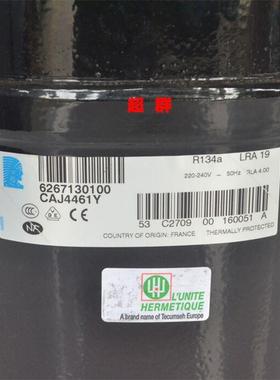 超群
R134a LRA 19
220-240V ~ 50Hz RLA 4.00
6267130100
CAJ4461Y
53 C2709 00 160051 A
COUNTRY OF ORIGIN: FRANCE THERMALLY PROTECTED
L'UNITE
HERMETIQUE
A brand name of Tecumseh Europe